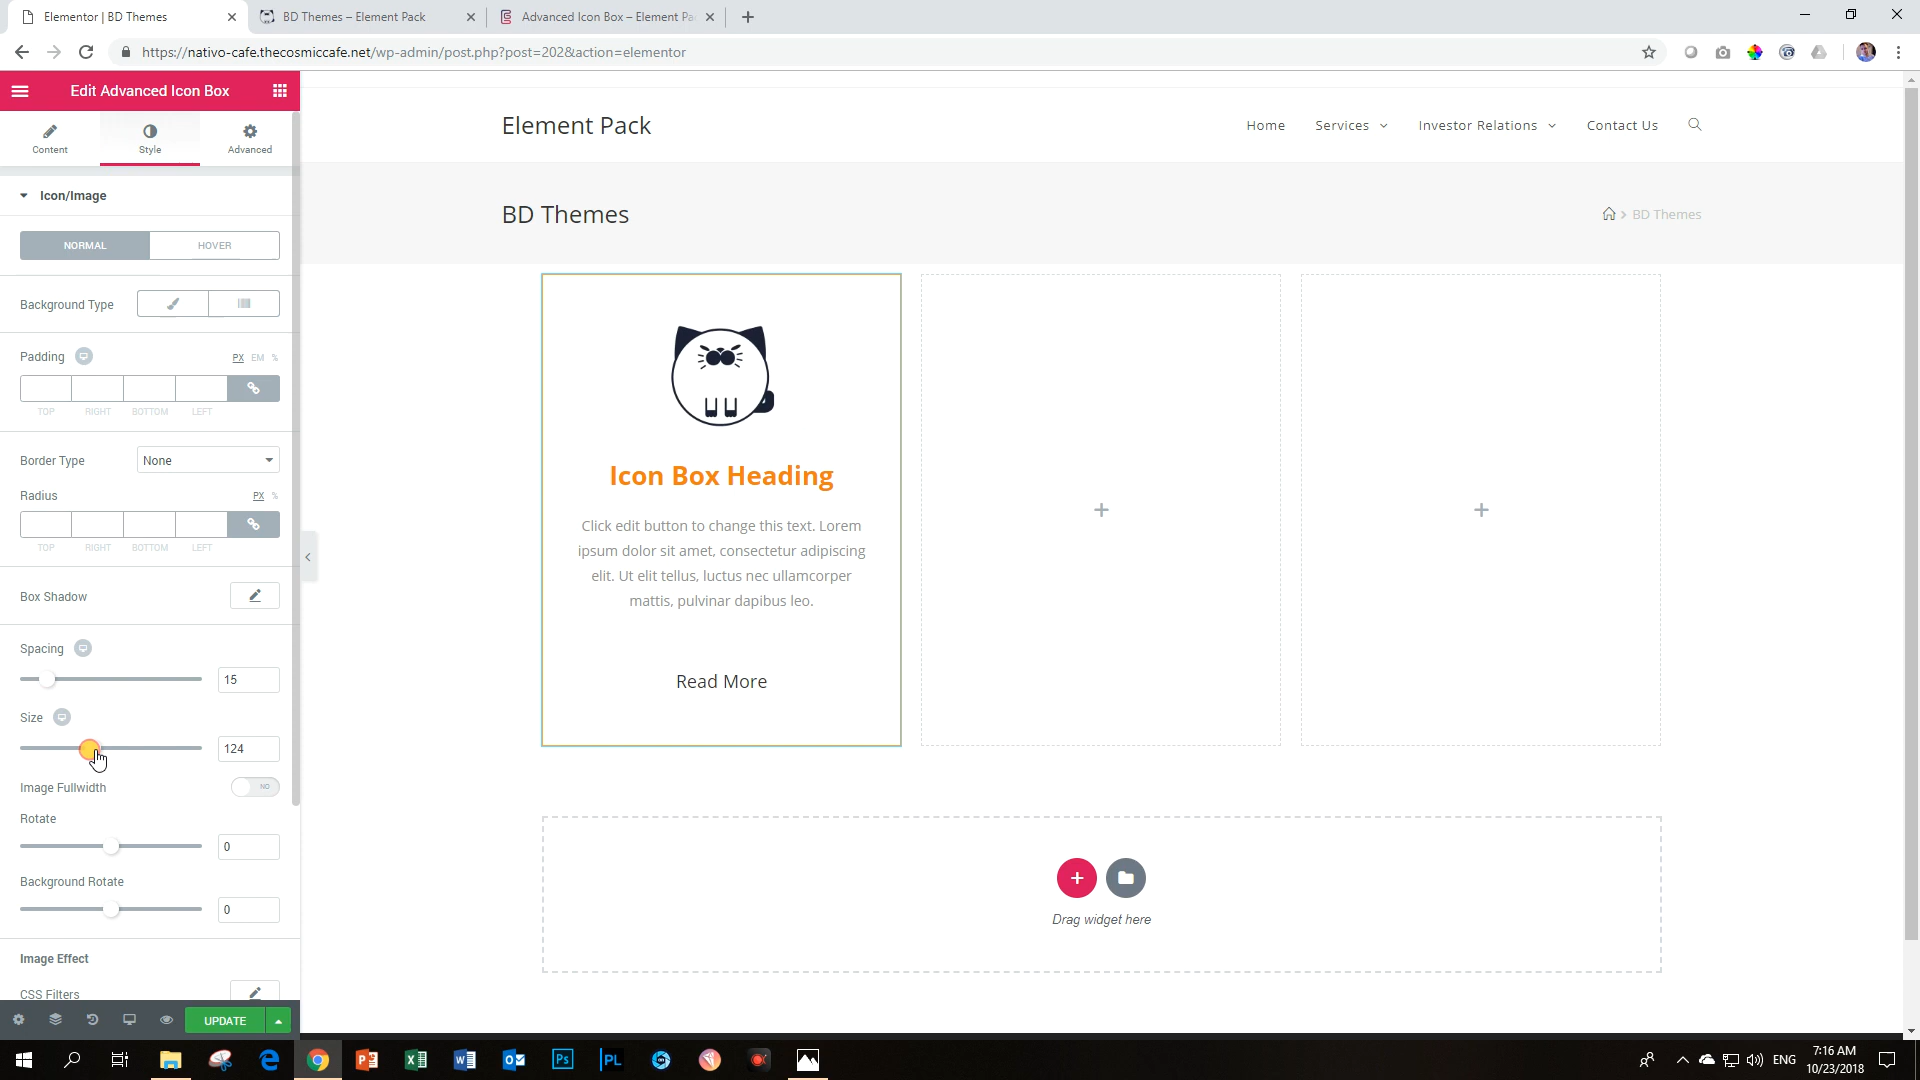 Elementor | BD Themes
BD Themes – Element Pack
Advanced Icon Box – Element Pa
https://nativo-cafe.thecosmiccafe.net/wp-admin/post.php?post=202&action=elementor
Edit Advanced Icon Box
Content
Style
Advanced
Icon/Image
NORMAL
HOVER
Background Type
Padding
PX EM %
TOP RIGHT BOTTOM LEFT
Border Type
None
Radius
PX %
TOP RIGHT BOTTOM LEFT
Box Shadow
Spacing
15
Size
124
Image Fullwidth
NO
Rotate
0
Background Rotate
0
Image Effect
CSS Filters
UPDATE
Element Pack
Home
Services
Investor Relations
Contact Us
BD Themes
BD Themes
Icon Box Heading
Click edit button to change this text. Lorem
ipsum dolor sit amet, consectetur adipiscing
elit. Ut elit tellus, luctus nec ullamcorper
mattis, pulvinar dapibus leo.
Read More
Drag widget here
Ps
PL
ENG
7:16 AM
10/23/2018